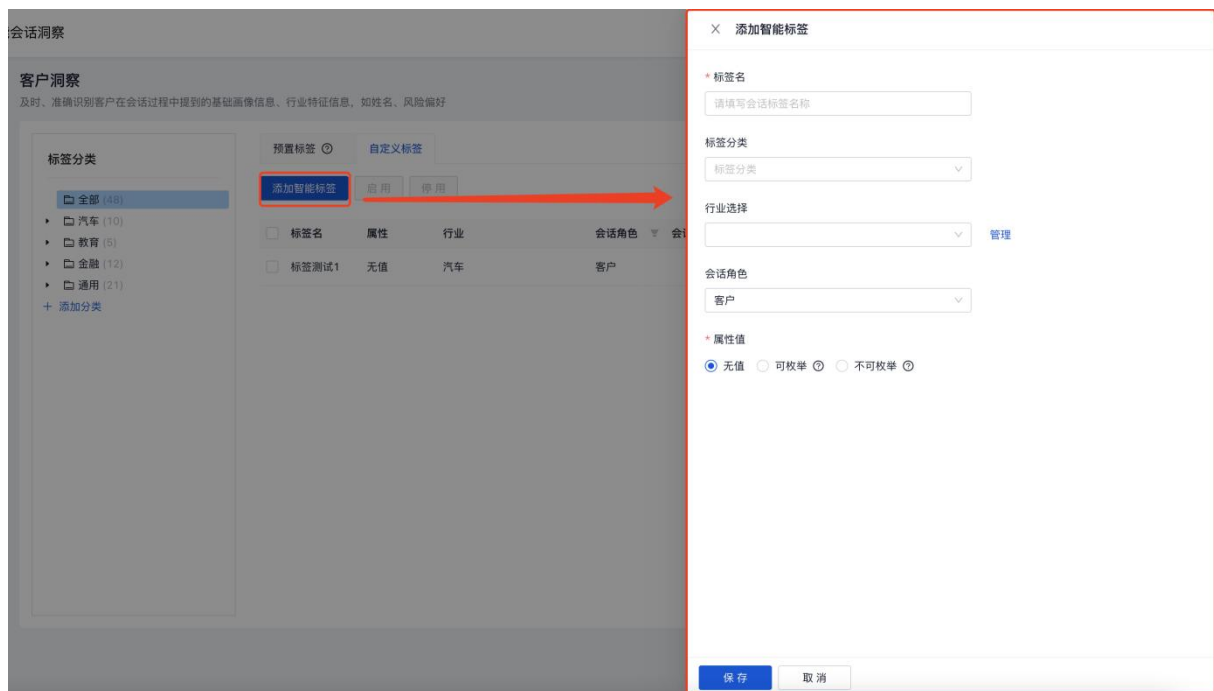 会话洞察
客户洞察
及时、准确识别客户在会话过程中提到的基础画像信息、行业特征信息，如姓名、风险偏好
标签分类
全部 (48)
汽车 (10)
教育 (5)
金融 (12)
通用 (21)
+ 添加分类
预置标签
自定义标签
添加智能标签
启用
停用
标签名 属性 行业 会话角色
标签测试1 无值 汽车 客户
添加智能标签
* 标签名
请填写会话标签名称
标签分类
标签分类
行业选择
管理
会话角色
客户
* 属性值
无值 可枚举 不可枚举
保存 取消